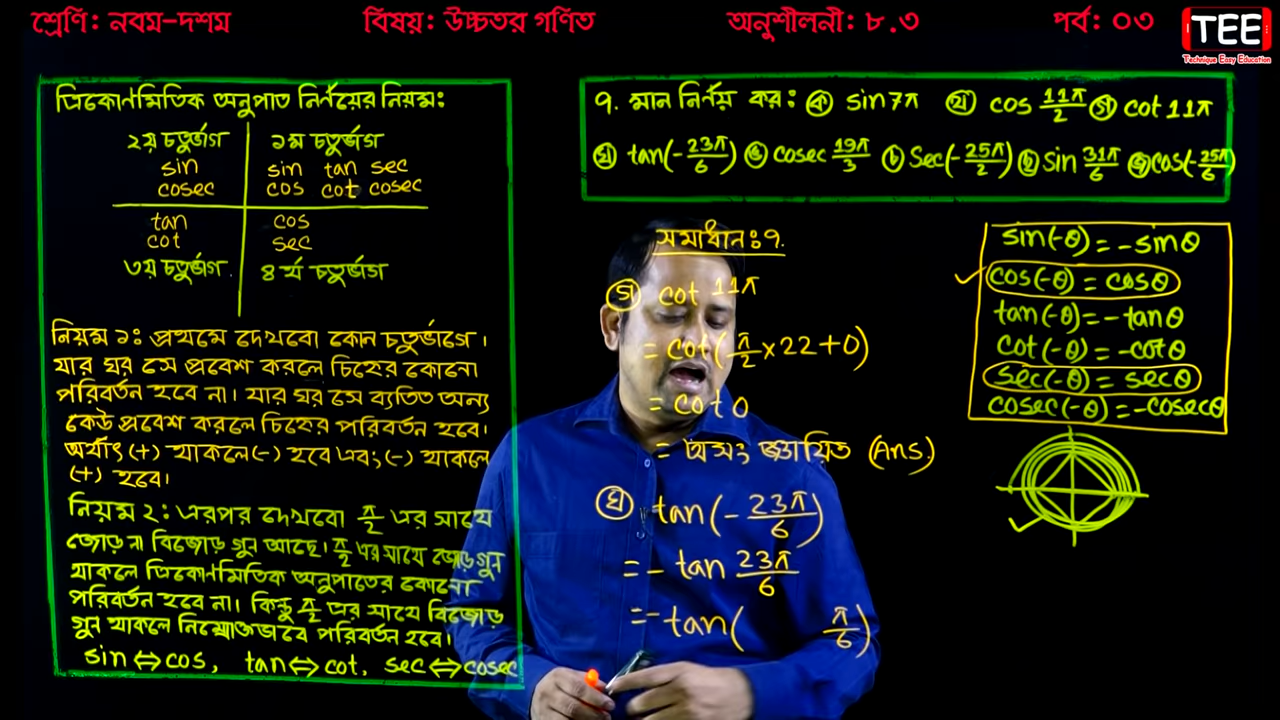 শ্রেণি: নবম-দশম বিষয়: উচ্চতর গণিত অনুশীলনী: ৮.৩ পর্ব: ০৩
TEE
Technique Easy Education
ত্রিকোণমিতিক অনুপাত নির্ণয়ের নিয়ম:
২য় চতুর্ভাগ ১ম চতুর্ভাগ
sin sin tan sec
cosec cos cot cosec
tan cos
cot sec
৩য় চতুর্ভাগ. ৪র্থ চতুর্ভাগ
নিয়ম ১: প্রথমে দেখবো কোন চতুর্ভাগে।
যার ঘর সে প্রবেশ করলে চিহ্নের কোনো
পরিবর্তন হবে না। যার ঘর সে ব্যতিত অন্য
কেউ প্রবেশ করলে চিহ্নের পরিবর্তন হবে।
অর্থাৎ (+) থাকলে (-) হবে এবং (-) থাকলে
(+) হবে।
নিয়ম ২: এরপর দেখবো π/2 এর সাথে
জোড় না বিজোড় গুন আছে। π/2 এর সাথে জোড় গুন
থাকলে ত্রিকোণমিতিক অনুপাতের কোনো
পরিবর্তন হবে না। কিন্তু π/2 এর সাথে বিজোড়
গুন থাকলে নিম্নোক্তভাবে পরিবর্তন হবে।
sin⇔cos, tan⇔cot, sec⇔cosec
৭. মান নির্ণয় কর: ক sin 7π খ cos 11π/2 গ cot 11π
ঘ tan(-23π/6) ঙ cosec 19π/3 চ sec(-25π/2) ছ sin 31π/6 জ cos(-25π/6)
সমাধান: ৭.
গ cot 11π
= cot(π/2 × 22 + 0)
= cot 0
= অসংজ্ঞায়িত (Ans)
ঘ tan(-23π/6)
= - tan 23π/6
= - tan( π/6)
sin(-θ) = -sinθ
cos(-θ) = cosθ
tan(-θ) = -tanθ
cot(-θ) = -cotθ
sec(-θ) = secθ
cosec(-θ) = -cosecθ